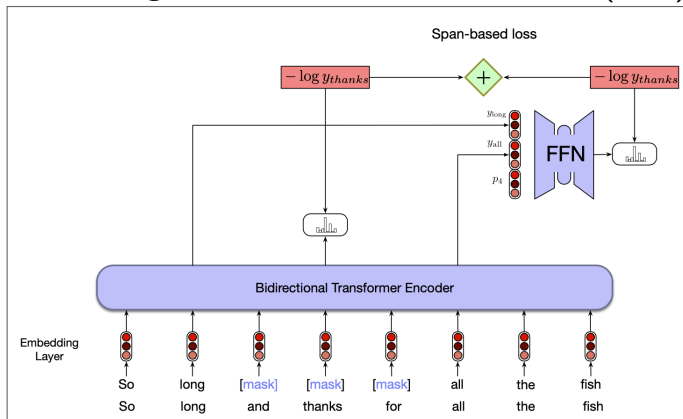 Span-based loss
− log y_thanks
+
− log y_thanks
y_long
y_all
p_4
FFN
Bidirectional Transformer Encoder
Embedding
Layer
So long [mask] [mask] [mask] all the fish
So long and thanks for all the fish